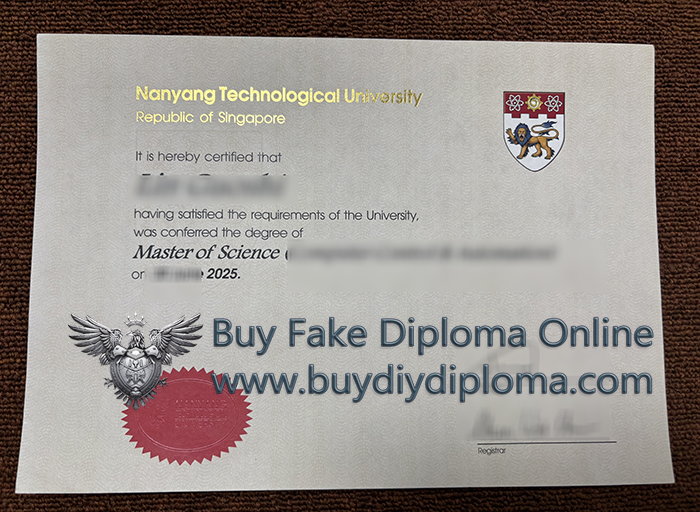 Nanyang Technological University
Republic of Singapore
It is hereby certified that
having satisfied the requirements of the University,
was conferred the degree of
Master of Science (
or 2025.
Buy Fake Diploma Online
www.buydiydiploma.com
Registrar